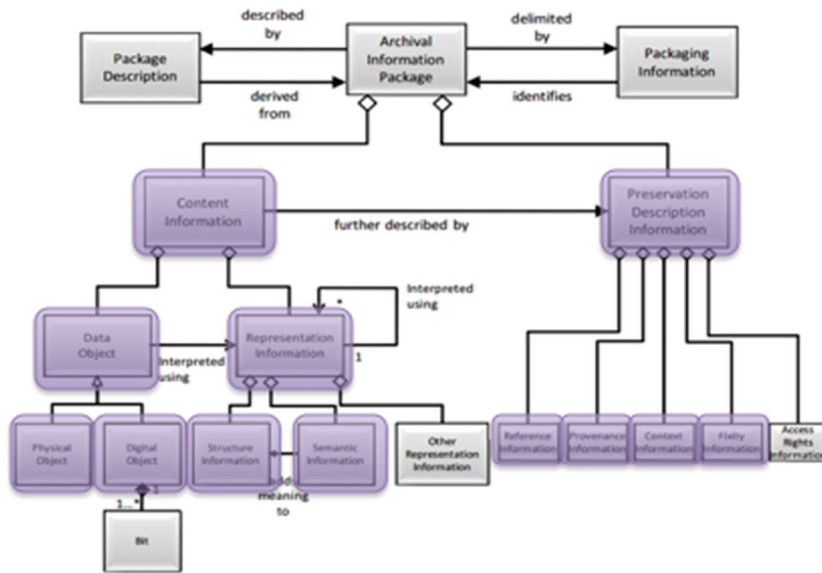 described
by
Archival
Information
Package
delimited
by
Package
Description
Packaging
Information
derived
from
identifies
Content
Information
Preservation
Description
Information
further described by
Interpreted
using
*
1
Data
Object
Interpreted
using
Representation
Information
Physical
Object
Digital
Object
Structure
Information
Semantic
Information
Other
Representation
Information
Reference
Information
Provenance
Information
Context
Information
Fixity
Information
Access
Rights
Information
1
1...*
meaning
to
Bit